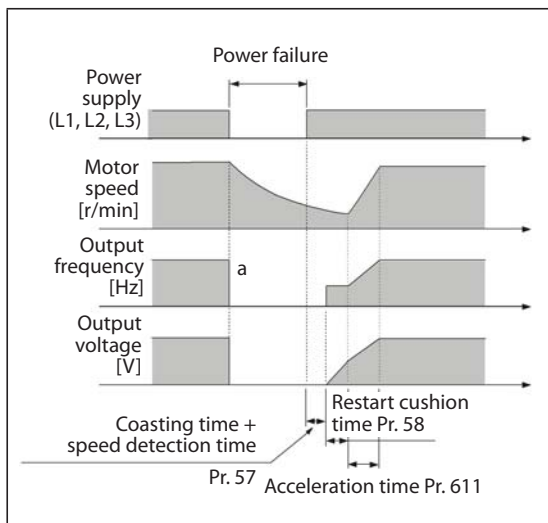 Power failure
Power
supply
(L1, L2, L3)
Motor
speed
[r/min]
Output
frequency
[Hz]
a
Output
voltage
[V]
Coasting time +
speed detection time
Pr. 57
Restart cushion
time Pr. 58
Acceleration time Pr. 611